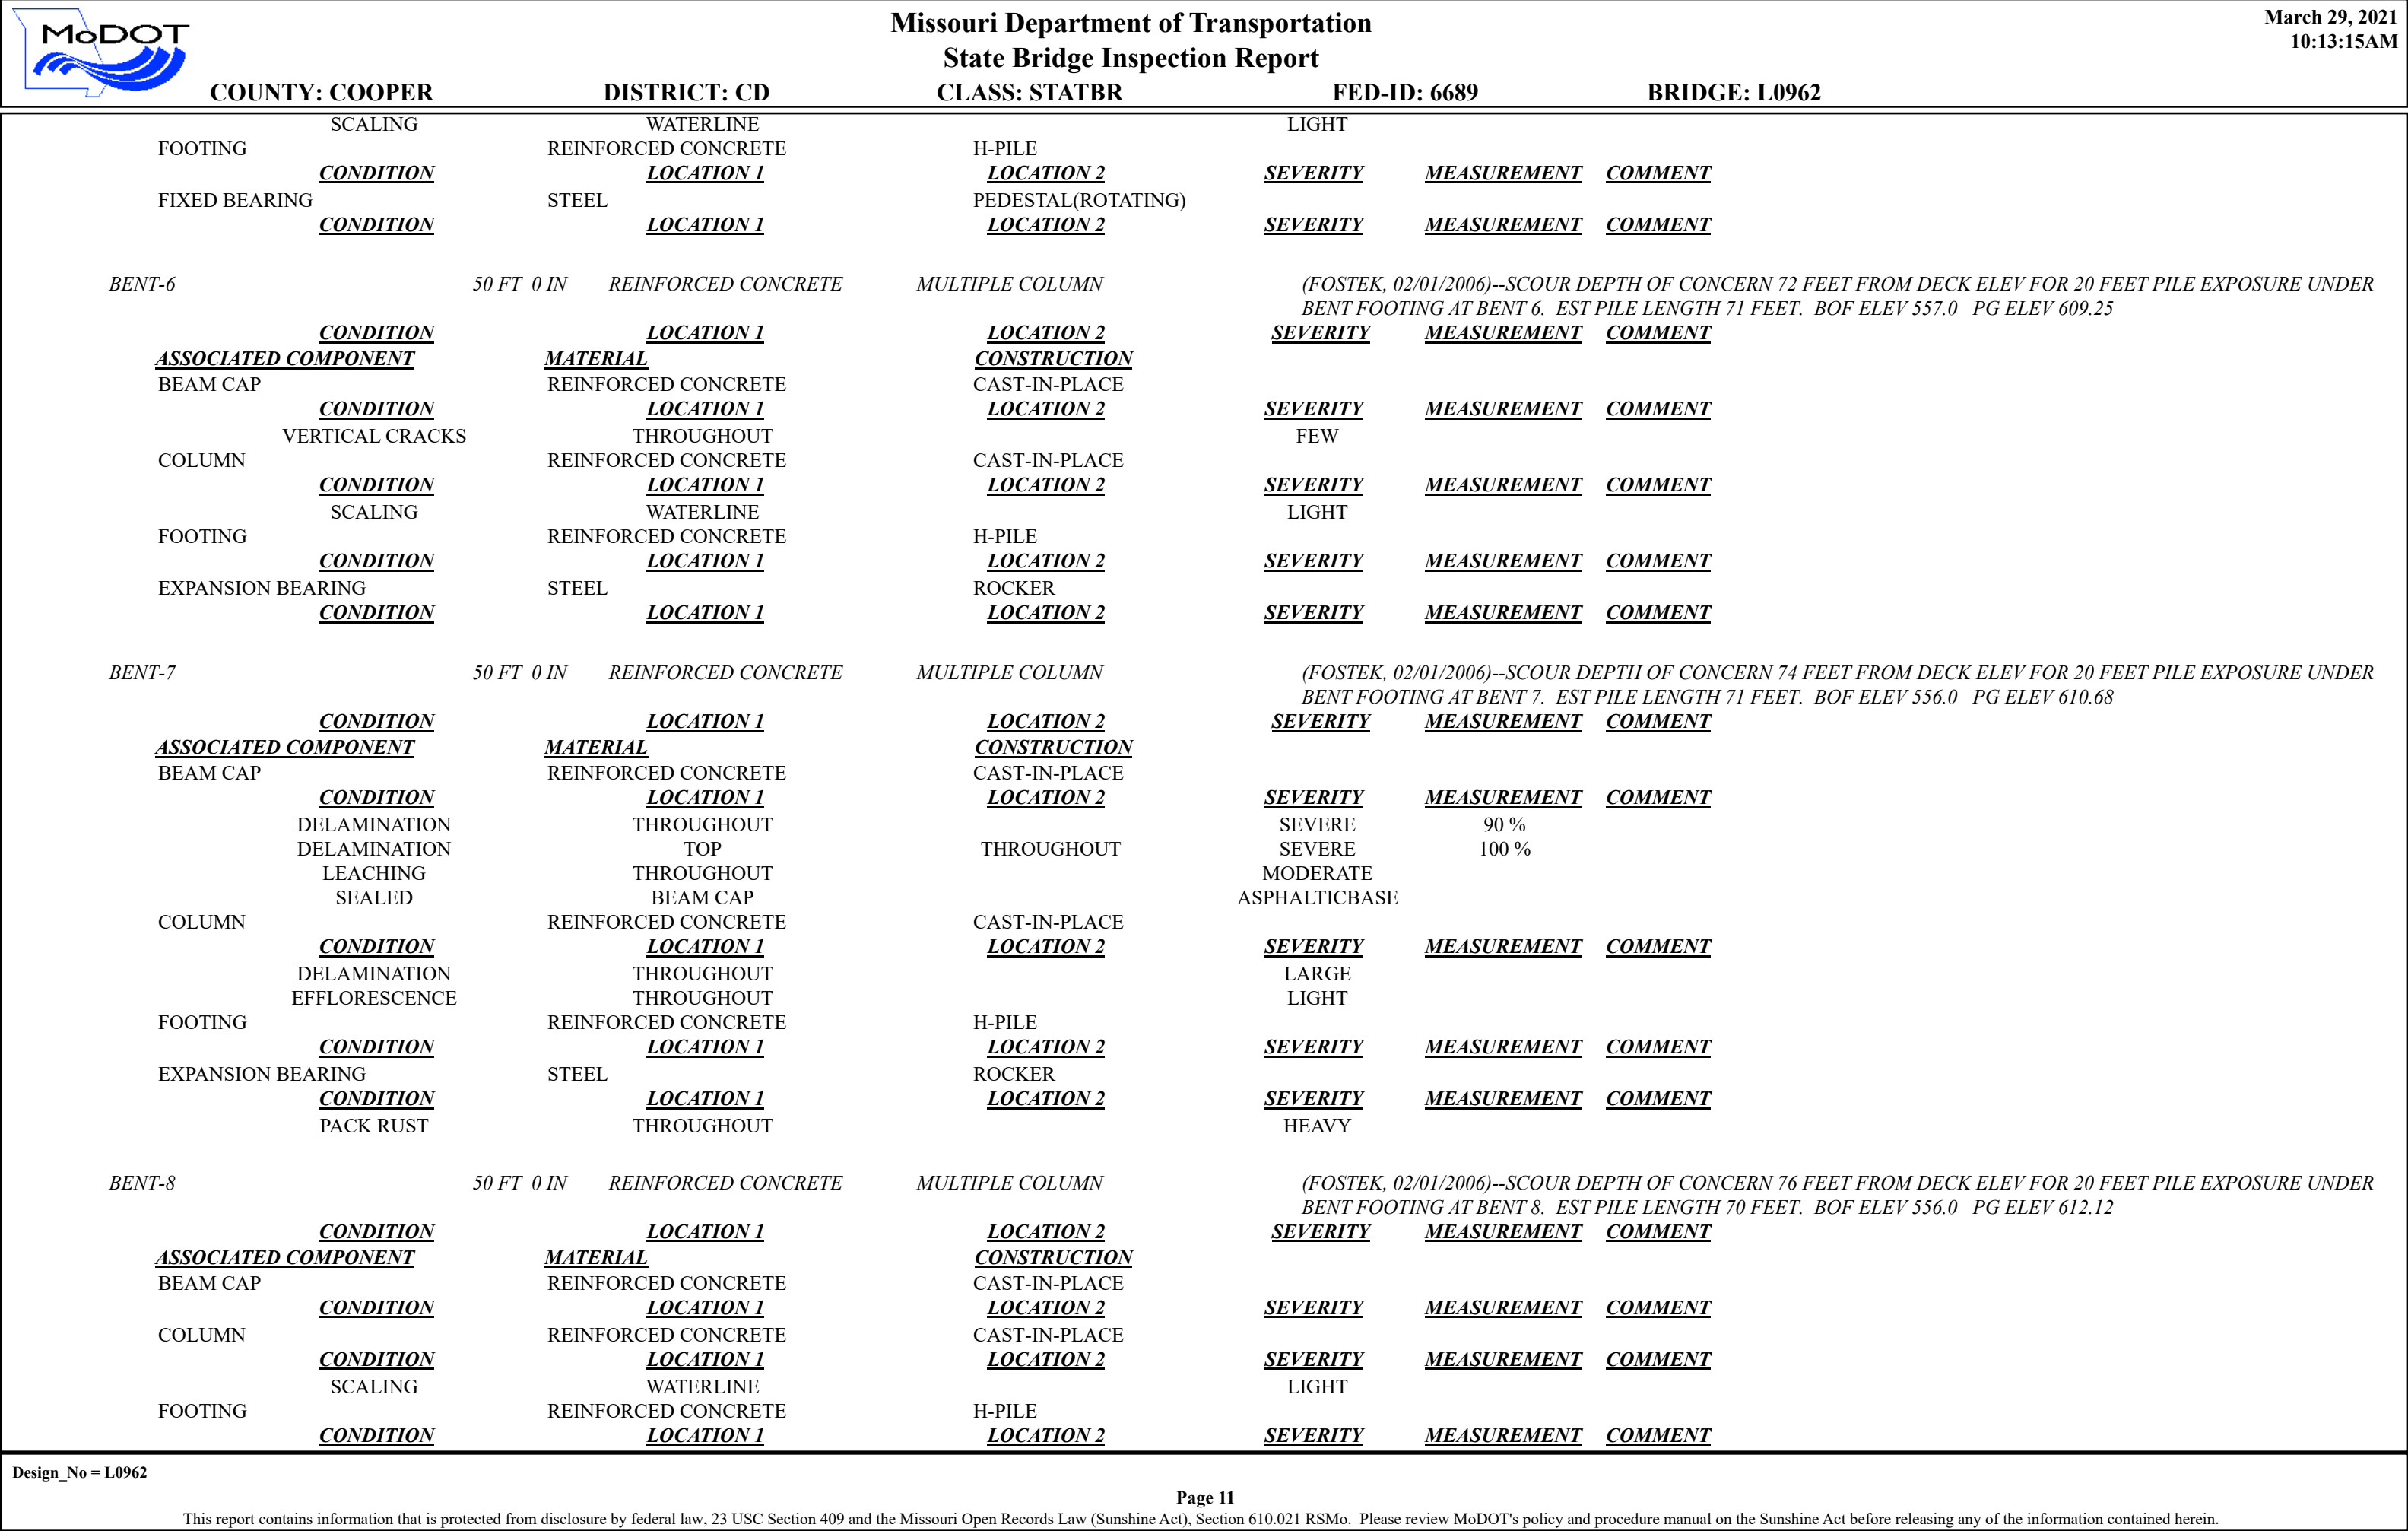 MoDOT
Missouri Department of Transportation
State Bridge Inspection Report
March 29, 2021
10:13:15AM
COUNTY: COOPER DISTRICT: CD CLASS: STATBR FED-ID: 6689 BRIDGE: L0962
SCALING WATERLINE LIGHT
FOOTING REINFORCED CONCRETE H-PILE
CONDITION LOCATION 1 LOCATION 2 SEVERITY MEASUREMENT COMMENT
FIXED BEARING STEEL PEDESTAL(ROTATING)
CONDITION LOCATION 1 LOCATION 2 SEVERITY MEASUREMENT COMMENT
BENT-6 50 FT 0 IN REINFORCED CONCRETE MULTIPLE COLUMN (FOSTEK, 02/01/2006)--SCOUR DEPTH OF CONCERN 72 FEET FROM DECK ELEV FOR 20 FEET PILE EXPOSURE UNDER
BENT FOOTING AT BENT 6. EST PILE LENGTH 71 FEET. BOF ELEV 557.0 PG ELEV 609.25
CONDITION LOCATION 1 LOCATION 2 SEVERITY MEASUREMENT COMMENT
ASSOCIATED COMPONENT MATERIAL CONSTRUCTION
BEAM CAP REINFORCED CONCRETE CAST-IN-PLACE
CONDITION LOCATION 1 LOCATION 2 SEVERITY MEASUREMENT COMMENT
VERTICAL CRACKS THROUGHOUT FEW
COLUMN REINFORCED CONCRETE CAST-IN-PLACE
CONDITION LOCATION 1 LOCATION 2 SEVERITY MEASUREMENT COMMENT
SCALING WATERLINE LIGHT
FOOTING REINFORCED CONCRETE H-PILE
CONDITION LOCATION 1 LOCATION 2 SEVERITY MEASUREMENT COMMENT
EXPANSION BEARING STEEL ROCKER
CONDITION LOCATION 1 LOCATION 2 SEVERITY MEASUREMENT COMMENT
BENT-7 50 FT 0 IN REINFORCED CONCRETE MULTIPLE COLUMN (FOSTEK, 02/01/2006)--SCOUR DEPTH OF CONCERN 74 FEET FROM DECK ELEV FOR 20 FEET PILE EXPOSURE UNDER
BENT FOOTING AT BENT 7. EST PILE LENGTH 71 FEET. BOF ELEV 556.0 PG ELEV 610.68
CONDITION LOCATION 1 LOCATION 2 SEVERITY MEASUREMENT COMMENT
ASSOCIATED COMPONENT MATERIAL CONSTRUCTION
BEAM CAP REINFORCED CONCRETE CAST-IN-PLACE
CONDITION LOCATION 1 LOCATION 2 SEVERITY MEASUREMENT COMMENT
DELAMINATION THROUGHOUT SEVERE 90 %
DELAMINATION TOP THROUGHOUT SEVERE 100 %
LEACHING THROUGHOUT MODERATE
SEALED BEAM CAP ASPHALTICBASE
COLUMN REINFORCED CONCRETE CAST-IN-PLACE
CONDITION LOCATION 1 LOCATION 2 SEVERITY MEASUREMENT COMMENT
DELAMINATION THROUGHOUT LARGE
EFFLORESCENCE THROUGHOUT LIGHT
FOOTING REINFORCED CONCRETE H-PILE
CONDITION LOCATION 1 LOCATION 2 SEVERITY MEASUREMENT COMMENT
EXPANSION BEARING STEEL ROCKER
CONDITION LOCATION 1 LOCATION 2 SEVERITY MEASUREMENT COMMENT
PACK RUST THROUGHOUT HEAVY
BENT-8 50 FT 0 IN REINFORCED CONCRETE MULTIPLE COLUMN (FOSTEK, 02/01/2006)--SCOUR DEPTH OF CONCERN 76 FEET FROM DECK ELEV FOR 20 FEET PILE EXPOSURE UNDER
BENT FOOTING AT BENT 8. EST PILE LENGTH 70 FEET. BOF ELEV 556.0 PG ELEV 612.12
CONDITION LOCATION 1 LOCATION 2 SEVERITY MEASUREMENT COMMENT
ASSOCIATED COMPONENT MATERIAL CONSTRUCTION
BEAM CAP REINFORCED CONCRETE CAST-IN-PLACE
CONDITION LOCATION 1 LOCATION 2 SEVERITY MEASUREMENT COMMENT
COLUMN REINFORCED CONCRETE CAST-IN-PLACE
CONDITION LOCATION 1 LOCATION 2 SEVERITY MEASUREMENT COMMENT
SCALING WATERLINE LIGHT
FOOTING REINFORCED CONCRETE H-PILE
CONDITION LOCATION 1 LOCATION 2 SEVERITY MEASUREMENT COMMENT
Design_No = L0962
Page 11
This report contains information that is protected from disclosure by federal law, 23 USC Section 409 and the Missouri Open Records Law (Sunshine Act), Section 610.021 RSMo. Please review MoDOT's policy and procedure manual on the Sunshine Act before releasing any of the information contained herein.